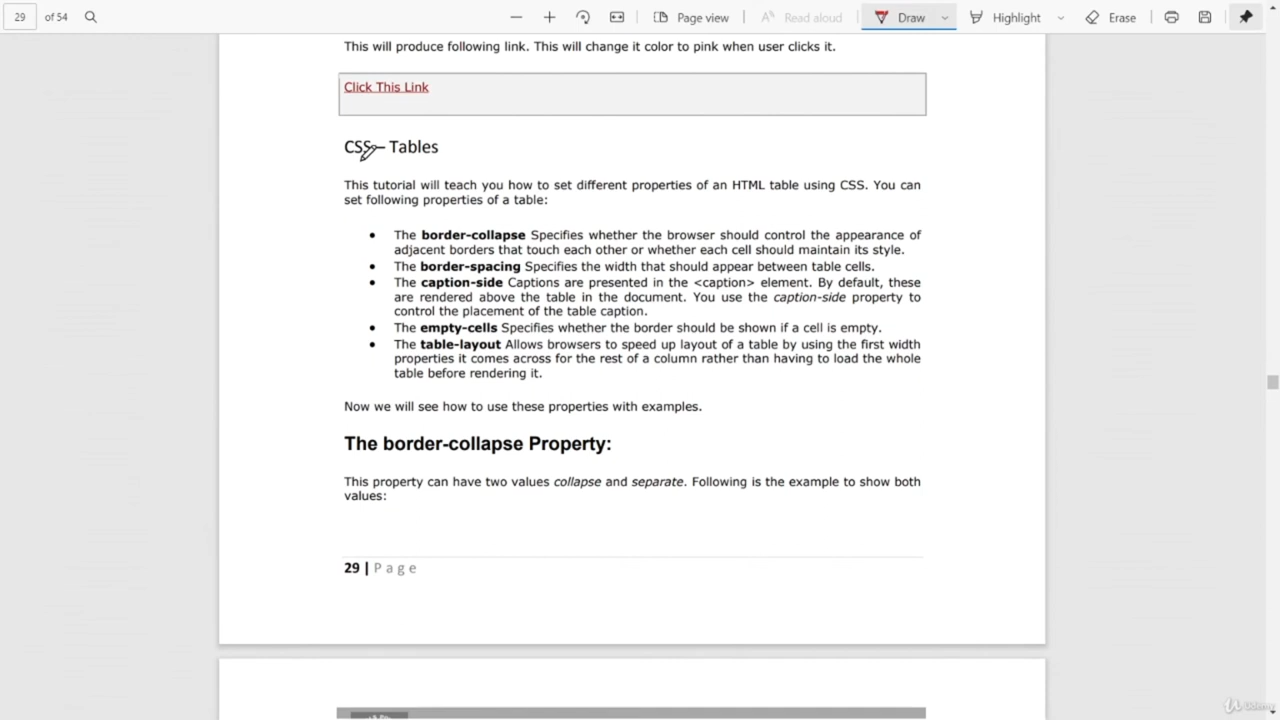 29 of 54 Page view Read aloud Draw Highlight Erase
This will produce following link. This will change it color to pink when user clicks it.
Click This Link
CSS – Tables
This tutorial will teach you how to set different properties of an HTML table using CSS. You can
set following properties of a table:
• The border-collapse Specifies whether the browser should control the appearance of
adjacent borders that touch each other or whether each cell should maintain its style.
• The border-spacing Specifies the width that should appear between table cells.
• The caption-side Captions are presented in the <caption> element. By default, these
are rendered above the table in the document. You use the caption-side property to
control the placement of the table caption.
• The empty-cells Specifies whether the border should be shown if a cell is empty.
• The table-layout Allows browsers to speed up layout of a table by using the first width
properties it comes across for the rest of a column rather than having to load the whole
table before rendering it.
Now we will see how to use these properties with examples.
The border-collapse Property:
This property can have two values collapse and separate. Following is the example to show both
values:
29 | Page
Udemy